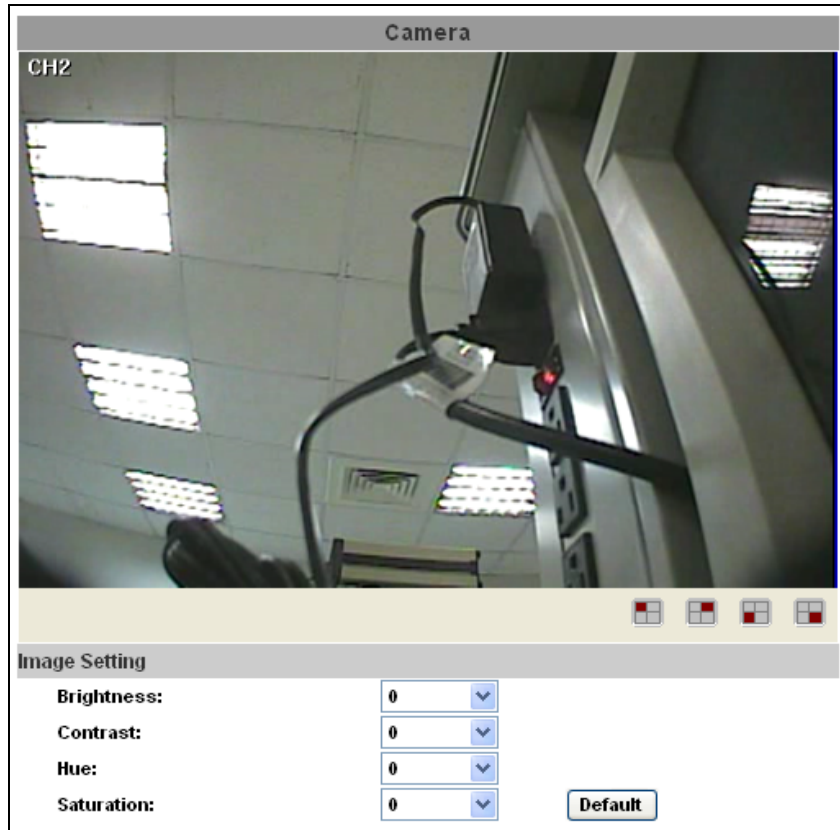 Camera
CH2
Image Setting
Brightness: 0
Contrast: 0
Hue: 0
Saturation: 0 Default